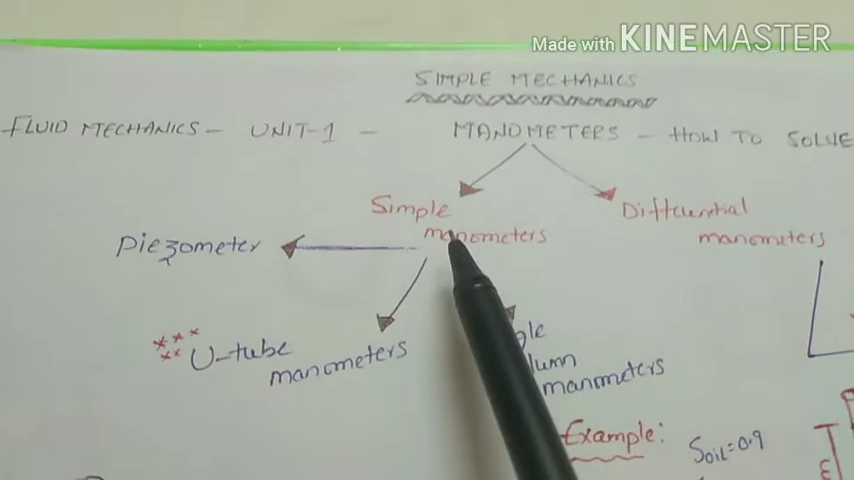 Made with KINEMASTER
SIMPLE MECHANICS
FLUID MECHANICS - UNIT-1 - MANOMETERS - HOW TO SOLVE
Simple manometers
Differential manometers
Piezometer
U-tube manometers
manometers
Example:
Soil=0.9